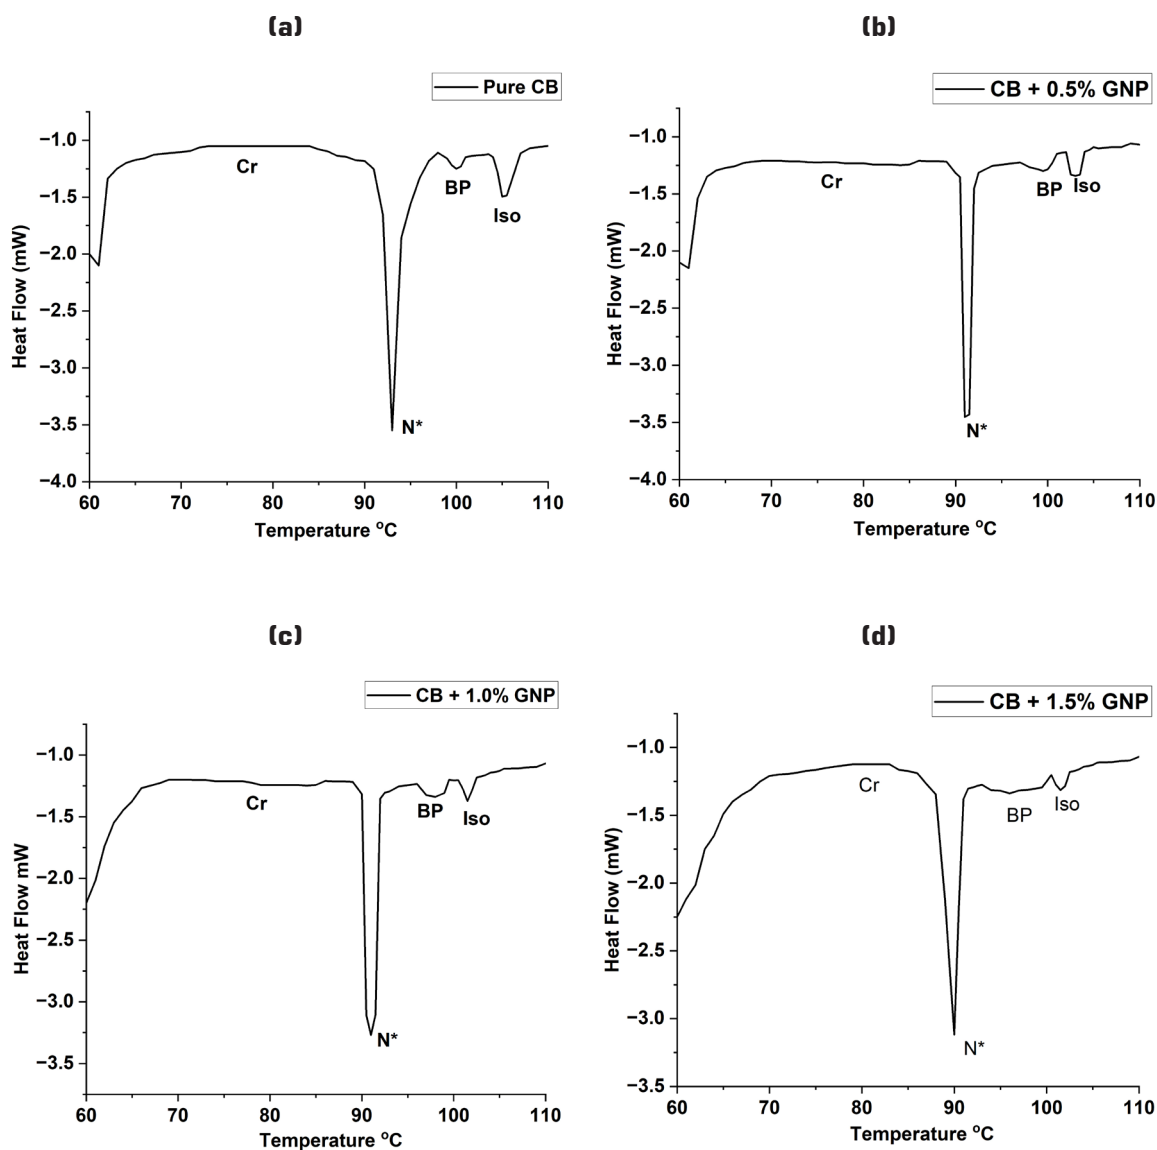 (a)
Pure CB
−1.0
−1.5
−2.0
−2.5
−3.0
−3.5
−4.0
Heat Flow (mW)
Cr
BP
Iso
N*
60
70
80
90
100
110
Temperature °C
(b)
CB + 0.5% GNP
−1.0
−1.5
−2.0
−2.5
−3.0
−3.5
−4.0
Heat Flow (mW)
Cr
BP
Iso
N*
60
70
80
90
100
110
Temperature °C
(c)
CB + 1.0% GNP
−1.0
−1.5
−2.0
−2.5
−3.0
−3.5
Heat Flow mW
Cr
BP
Iso
N*
60
70
80
90
100
110
Temperature °C
(d)
CB + 1.5% GNP
−1.0
−1.5
−2.0
−2.5
−3.0
−3.5
Heat Flow (mW)
Cr
BP
Iso
N*
60
70
80
90
100
110
Temperature °C